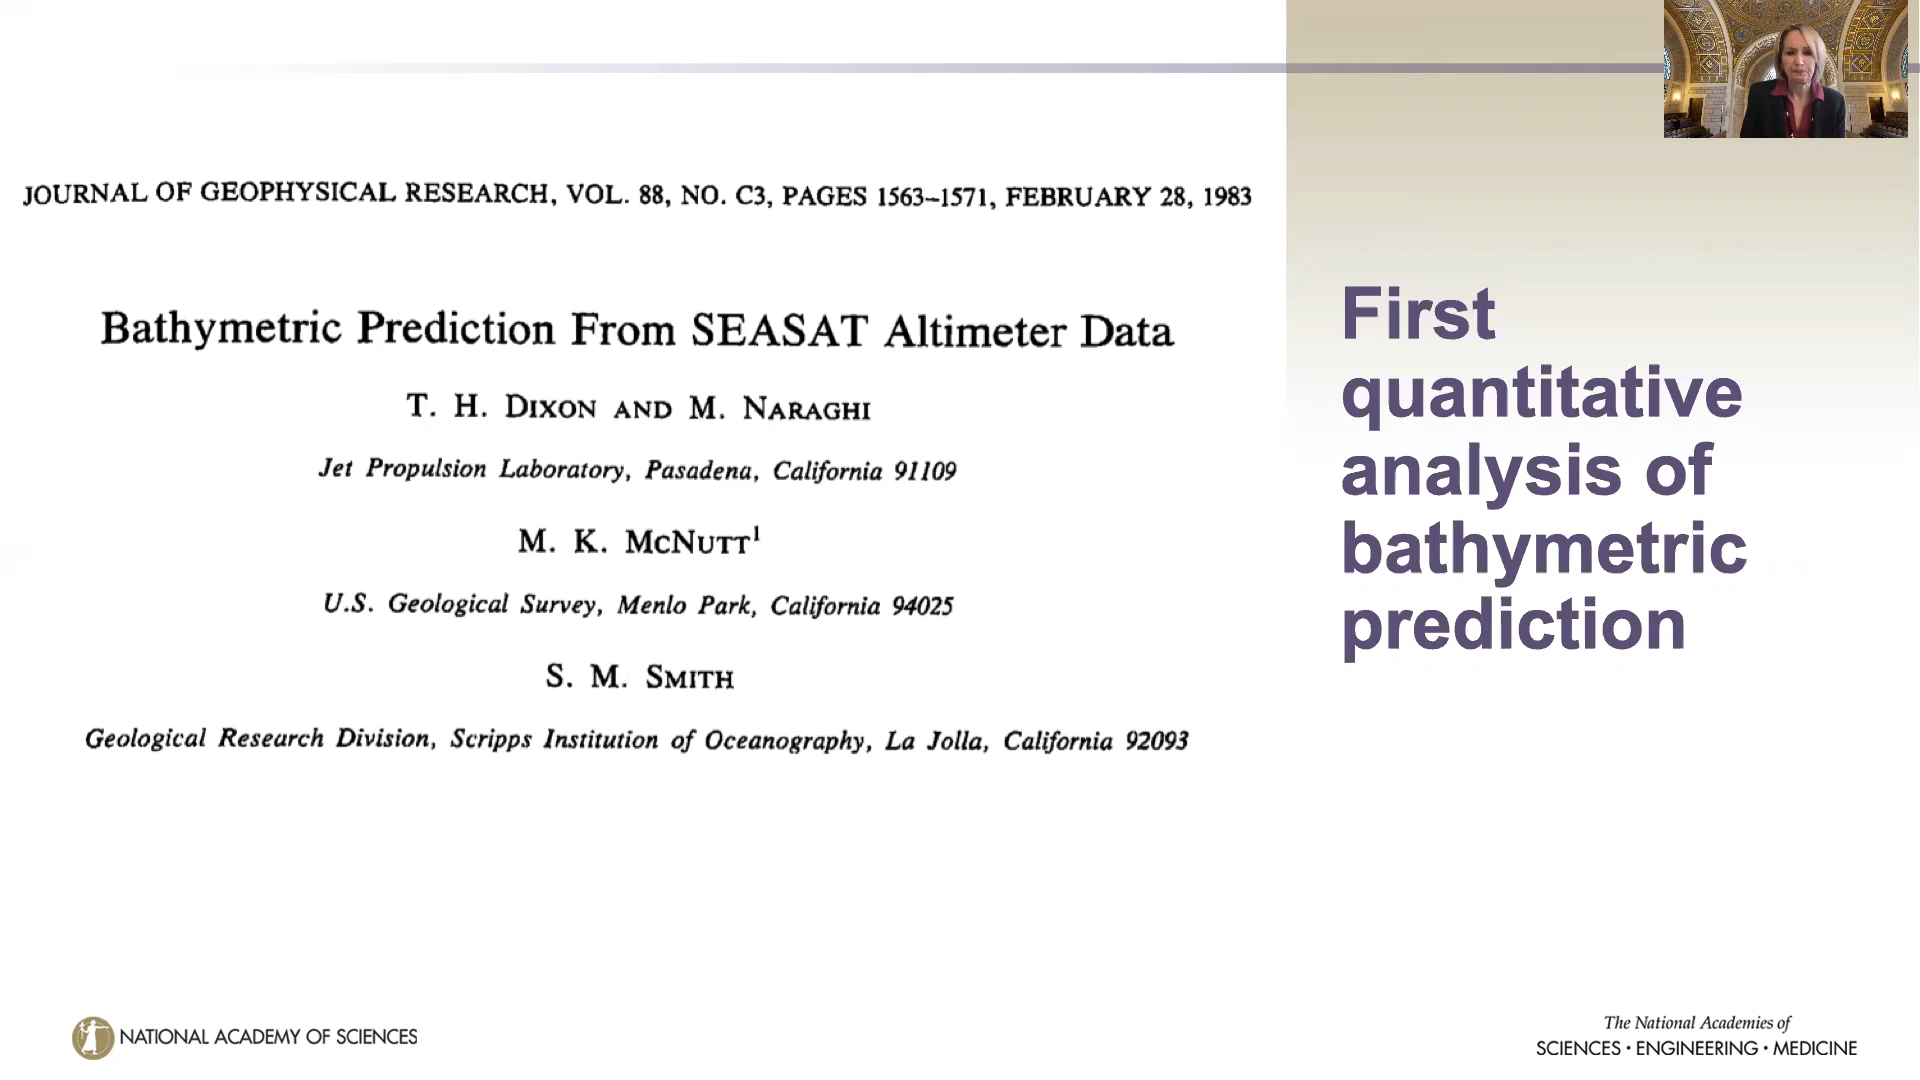 JOURNAL OF GEOPHYSICAL RESEARCH, VOL. 88, NO. C3, PAGES 1563–1571, FEBRUARY 28, 1983
Bathymetric Prediction From SEASAT Altimeter Data
T. H. DIXON AND M. NARAGHI
Jet Propulsion Laboratory, Pasadena, California 91109
M. K. MCNUTT¹
U.S. Geological Survey, Menlo Park, California 94025
S. M. SMITH
Geological Research Division, Scripps Institution of Oceanography, La Jolla, California 92093
First
quantitative
analysis of
bathymetric
prediction
NATIONAL ACADEMY OF SCIENCES
The National Academies of
SCIENCES · ENGINEERING · MEDICINE